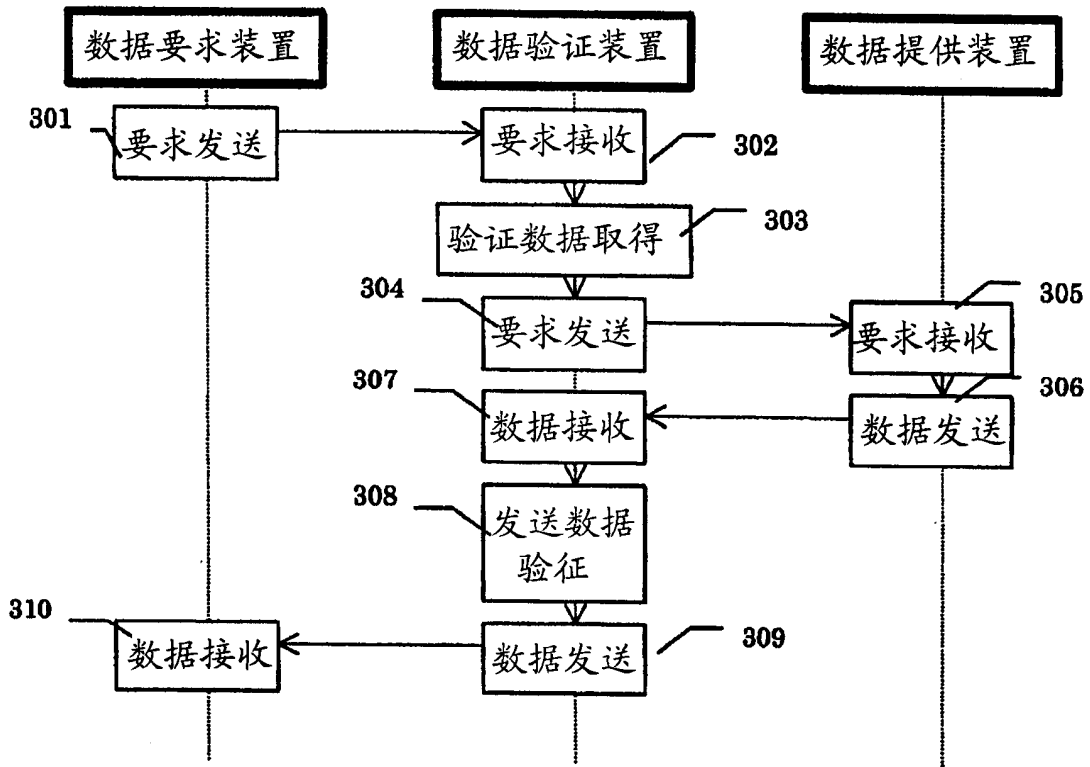 数据要求装置
数据验证装置
数据提供装置
301
要求发送
要求接收
302
验证数据取得
303
304
要求发送
305
要求接收
307
数据接收
306
数据发送
308
发送数据
验征
310
数据接收
数据发送
309